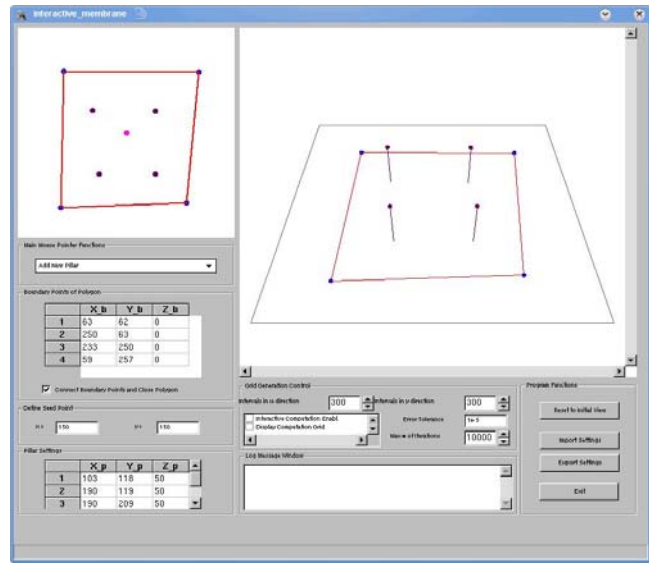 interactive_membrane
Main Mouse Pointer Functions
Add New Pillar
Boundary Points of Polygon
X_b Y_b Z_b
1 63 62 0
2 250 63 0
3 233 250 0
4 59 257 0
Connect Boundary Points and Close Polygon
Define Seed Point
X= 150 Y= 150
Pillar Settings
X_p Y_p Z_p
1 103 118 50
2 190 119 50
3 190 209 50
Grid Generation Control
Intervals in x-direction 300 Intervals in y-direction 300
Interactive Computation Enabl.
Display Computation Grid
Error Tolerance 1e-5
Max # of Iterations 10000
Log Message Window
Program Functions
Reset to Initial View
Import Settings
Export Settings
Exit